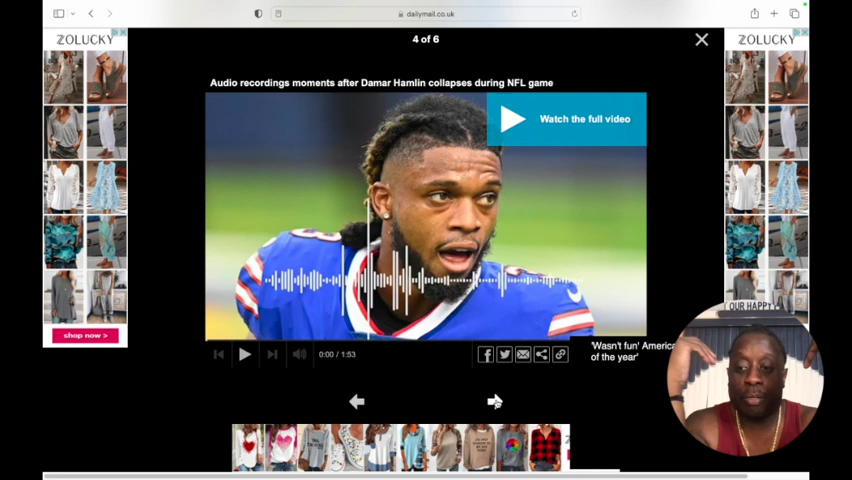 dailymail.co.uk
ZOLUCKY
4 of 6
ZOLUCKY
Audio recordings moments after Damar Hamlin collapses during NFL game
Watch the full video
OUR HAPPY
shop now >
0:00 / 1:53
'Wasn't fun' America
of the year'